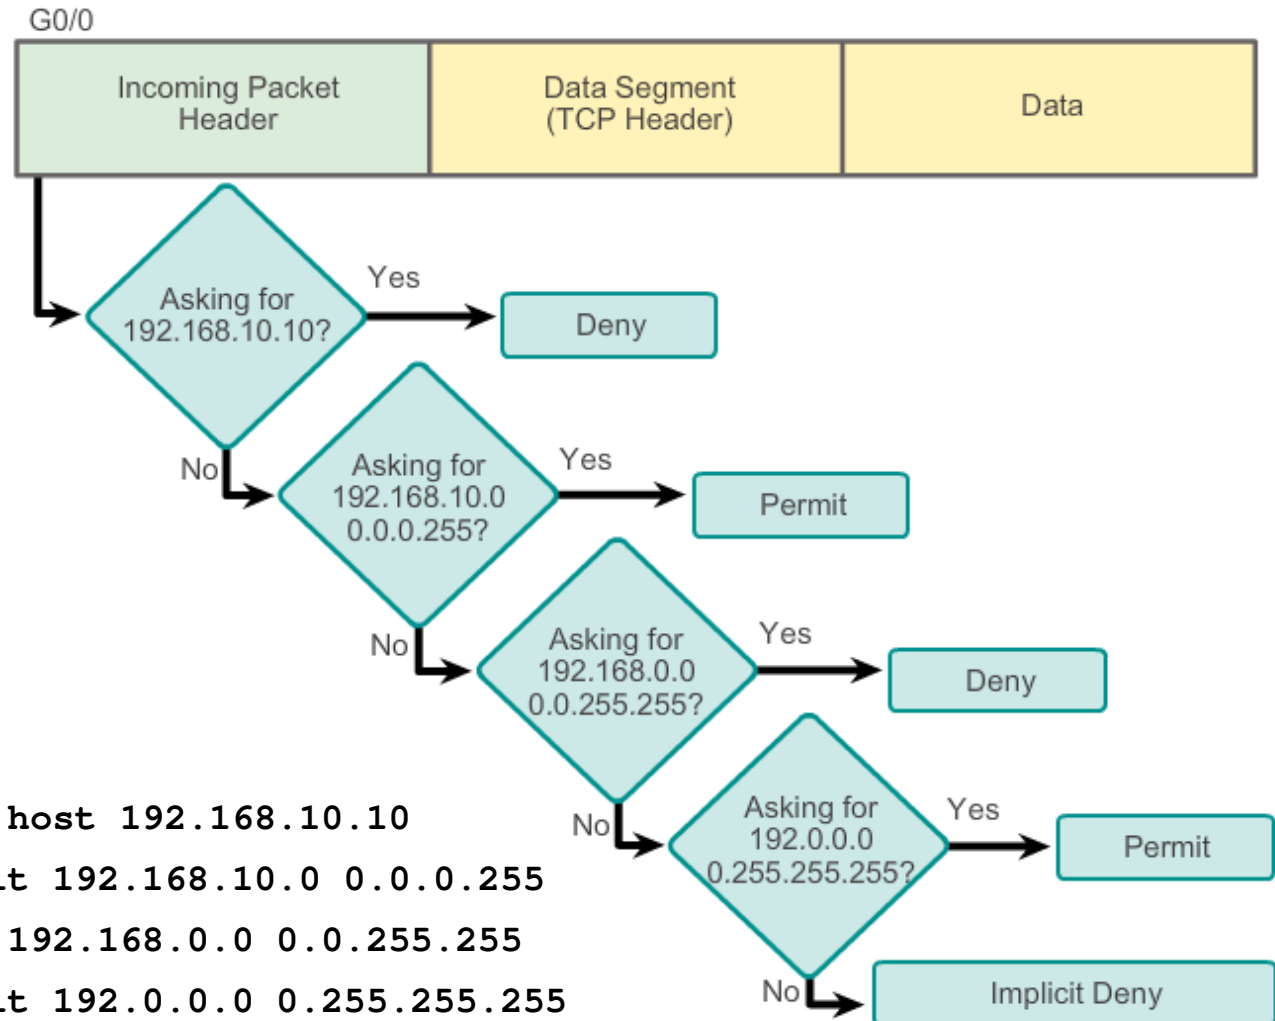 G0/0
Incoming Packet
Header
Data Segment
(TCP Header)
Data
Asking for
192.168.10.10?
Yes
Deny
No
Asking for
192.168.10.0
0.0.0.255?
Yes
Permit
No
Asking for
192.168.0.0
0.0.255.255?
Yes
Deny
No
Asking for
192.0.0.0
0.255.255.255?
Yes
Permit
No
Implicit Deny
host 192.168.10.10
192.168.10.0 0.0.0.255
192.168.0.0 0.0.255.255
192.0.0.0 0.255.255.255